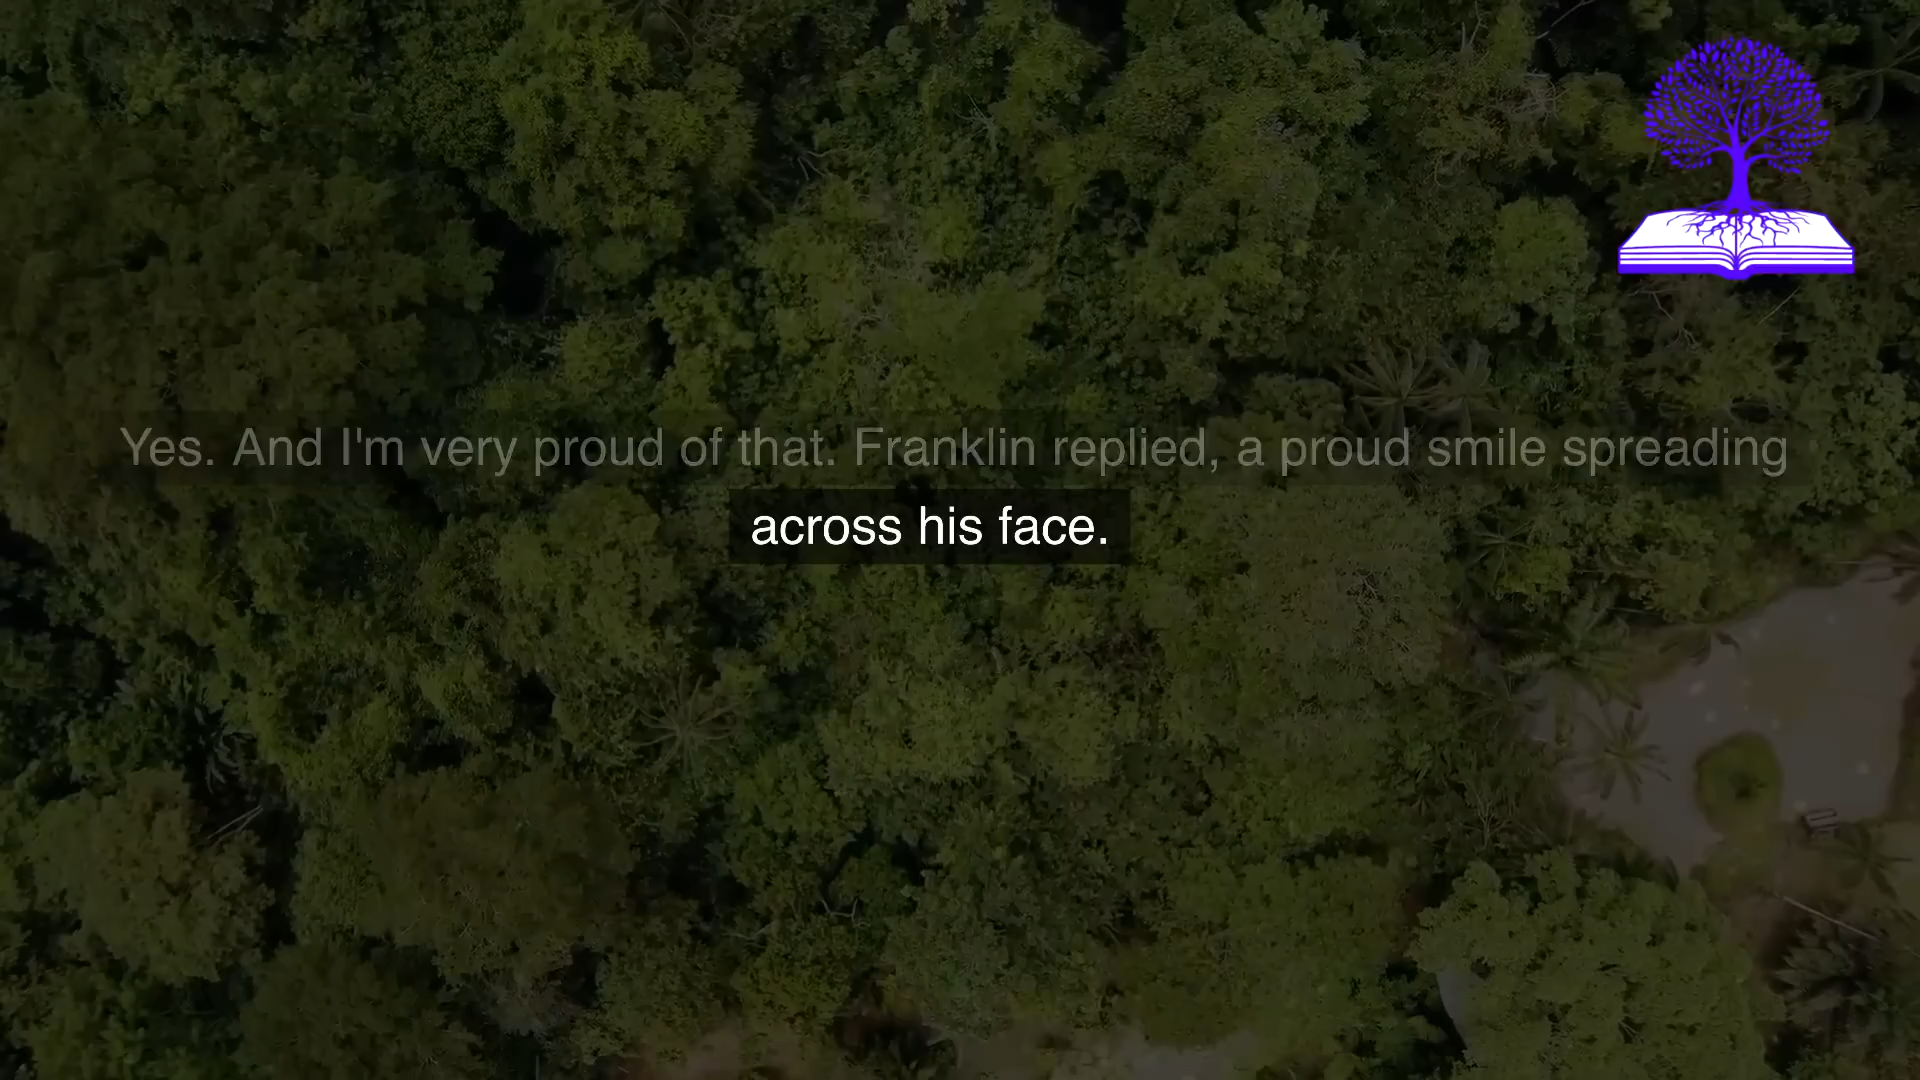 Yes. And I'm very proud of that. Franklin replied, a proud smile spreading
across his face.